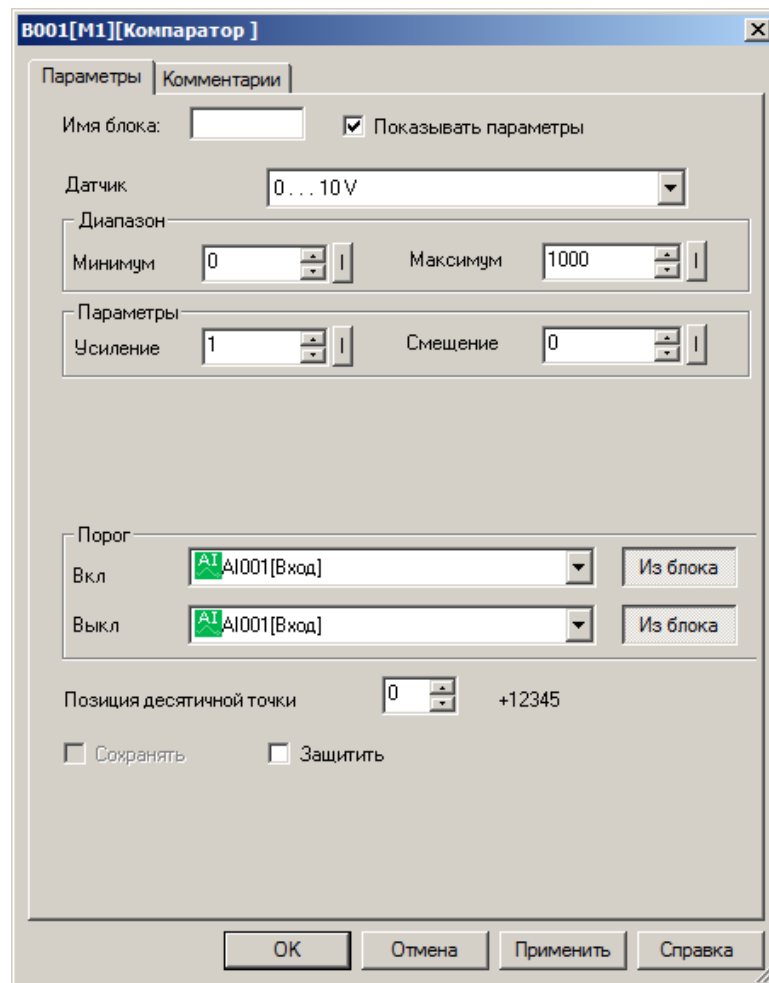 B001[M1][Компаратор ]
Параметры Комментарии
Имя блока: Показывать параметры
Датчик 0 . . . 10 V
Диапазон
Минимум 0 I Максимум 1000 I
Параметры
Усиление 1 I Смещение 0 I
Порог
Вкл AI AI001[Вход] Из блока
Выкл AI AI001[Вход] Из блока
Позиция десятичной точки 0 +12345
Сохранять Защитить
OK Отмена Применить Справка